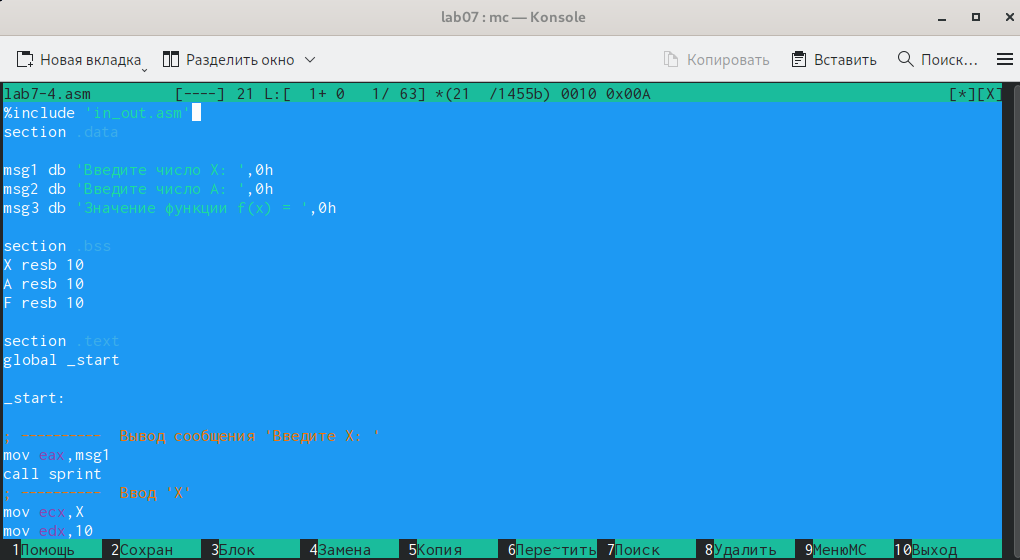 lab07 : mc — Konsole
Новая вкладка Разделить окно Копировать Вставить Поиск...
lab7-4.asm [----] 21 L:[ 1+ 0 1/ 63] *(21 /1455b) 0010 0x00A [*][X]
%include 'in_out.asm'
section .data
msg1 db 'Введите число X: ',0h
msg2 db 'Введите число A: ',0h
msg3 db 'Значение функции f(x) = ',0h
section .bss
X resb 10
A resb 10
F resb 10
section .text
global _start
_start:
; ---------- Вывод сообщения 'Введите X: '
mov eax,msg1
call sprint
; ---------- Ввод 'X'
mov ecx,X
mov edx,10
1Помощь 2Сохран 3Блок 4Замена 5Копия 6Пере~тить 7Поиск 8Удалить 9МенюMC 10Выход